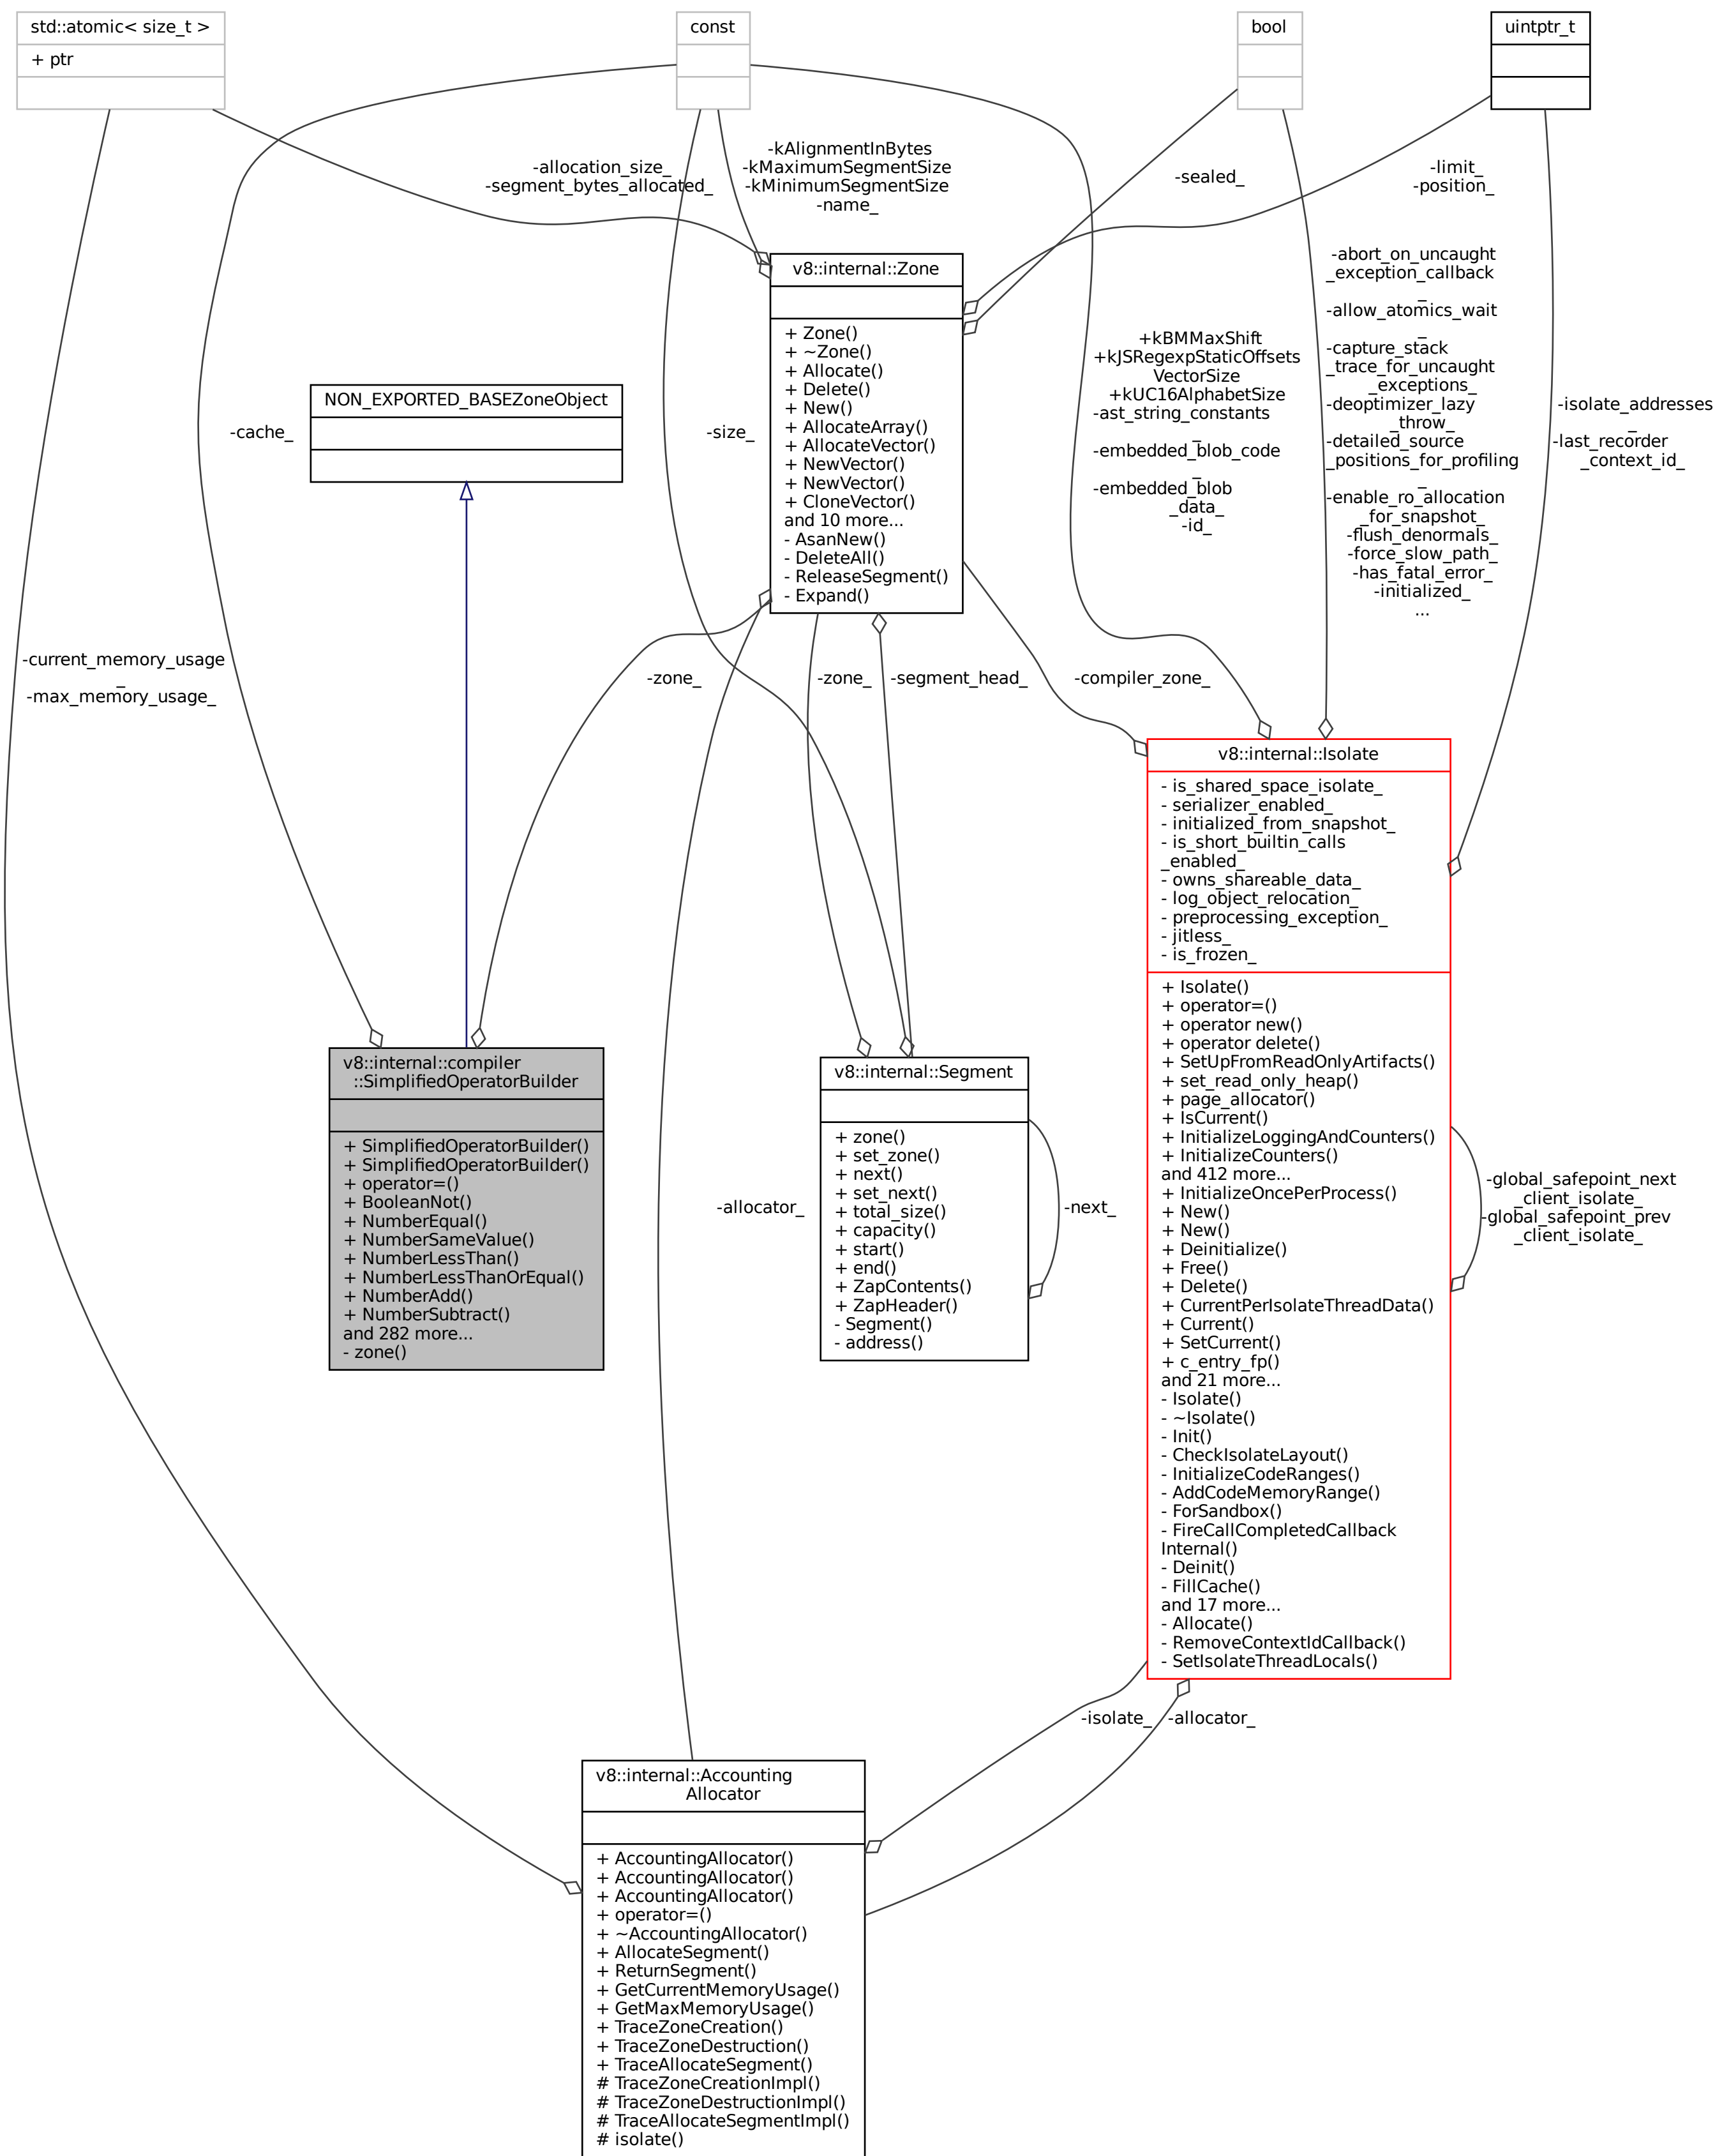 std::atomic< size_t >
+ ptr
const
bool
uintptr_t
-allocation_size_
-segment_bytes_allocated_
-kAlignmentInBytes
-kMaximumSegmentSize
-kMinimumSegmentSize
-name_
-sealed_
-limit_
-position_
v8::internal::Zone
+ Zone()
+ ~Zone()
+ Allocate()
+ Delete()
+ New()
+ AllocateArray()
+ AllocateVector()
+ NewVector()
+ NewVector()
+ CloneVector()
and 10 more...
- AsanNew()
- DeleteAll()
- ReleaseSegment()
- Expand()
-abort_on_uncaught
_exception_callback
_
-allow_atomics_wait
_
-capture_stack
_trace_for_uncaught
_exceptions_
-deoptimizer_lazy
_throw_
-detailed_source
_positions_for_profiling
_
-enable_ro_allocation
_for_snapshot_
-flush_denormals_
-force_slow_path_
-has_fatal_error_
-initialized_
...
+kBMMaxShift
+kJSRegexpStaticOffsets
VectorSize
+kUC16AlphabetSize
-ast_string_constants
_
-embedded_blob_code
_
-embedded_blob
_data_
-id_
-isolate_addresses
_
-last_recorder
_context_id_
NON_EXPORTED_BASEZoneObject
-cache_
-size_
-current_memory_usage
_
-max_memory_usage_
-zone_
-zone_
-segment_head_
-compiler_zone_
v8::internal::Isolate
- is_shared_space_isolate_
- serializer_enabled_
- initialized_from_snapshot_
- is_short_builtin_calls
_enabled_
- owns_shareable_data_
- log_object_relocation_
- preprocessing_exception_
- jitless_
- is_frozen_
+ Isolate()
+ operator=()
+ operator new()
+ operator delete()
+ SetUpFromReadOnlyArtifacts()
+ set_read_only_heap()
+ page_allocator()
+ IsCurrent()
+ InitializeLoggingAndCounters()
+ InitializeCounters()
and 412 more...
+ InitializeOncePerProcess()
+ New()
+ New()
+ Deinitialize()
+ Free()
+ Delete()
+ CurrentPerIsolateThreadData()
+ Current()
+ SetCurrent()
+ c_entry_fp()
and 21 more...
- Isolate()
- ~Isolate()
- Init()
- CheckIsolateLayout()
- InitializeCodeRanges()
- AddCodeMemoryRange()
- ForSandbox()
- FireCallCompletedCallback
Internal()
- Deinit()
- FillCache()
and 17 more...
- Allocate()
- RemoveContextIdCallback()
- SetIsolateThreadLocals()
v8::internal::compiler
::SimplifiedOperatorBuilder
+ SimplifiedOperatorBuilder()
+ SimplifiedOperatorBuilder()
+ operator=()
+ BooleanNot()
+ NumberEqual()
+ NumberSameValue()
+ NumberLessThan()
+ NumberLessThanOrEqual()
+ NumberAdd()
+ NumberSubtract()
and 282 more...
- zone()
v8::internal::Segment
+ zone()
+ set_zone()
+ next()
+ set_next()
+ total_size()
+ capacity()
+ start()
+ end()
+ ZapContents()
+ ZapHeader()
- Segment()
- address()
-allocator_
-next_
-global_safepoint_next
_client_isolate_
-global_safepoint_prev
_client_isolate_
-isolate_
-allocator_
v8::internal::Accounting
Allocator
+ AccountingAllocator()
+ AccountingAllocator()
+ AccountingAllocator()
+ operator=()
+ ~AccountingAllocator()
+ AllocateSegment()
+ ReturnSegment()
+ GetCurrentMemoryUsage()
+ GetMaxMemoryUsage()
+ TraceZoneCreation()
+ TraceZoneDestruction()
+ TraceAllocateSegment()
# TraceZoneCreationImpl()
# TraceZoneDestructionImpl()
# TraceAllocateSegmentImpl()
# isolate()